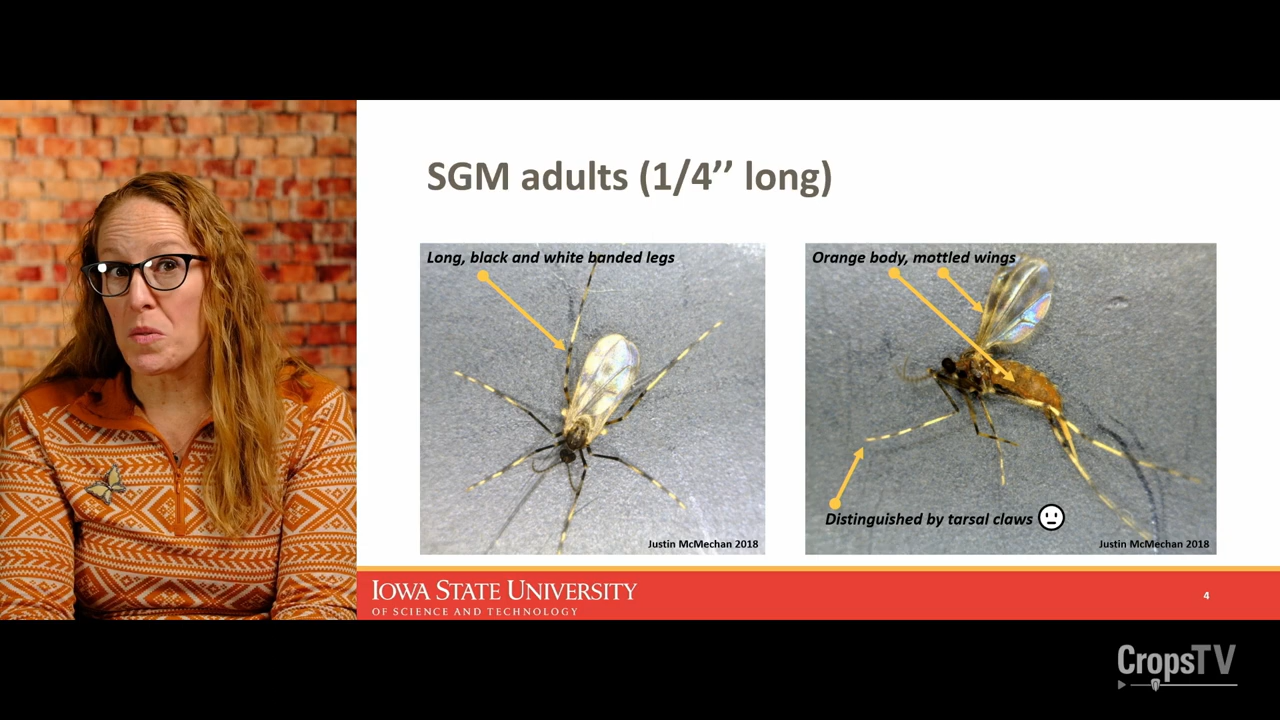 SGM adults (1/4’’ long)
Long, black and white banded legs
Orange body, mottled wings
Distinguished by tarsal claws
Justin McMechan 2018
Justin McMechan 2018
IOWA STATE UNIVERSITY
OF SCIENCE AND TECHNOLOGY
4
CropsTV